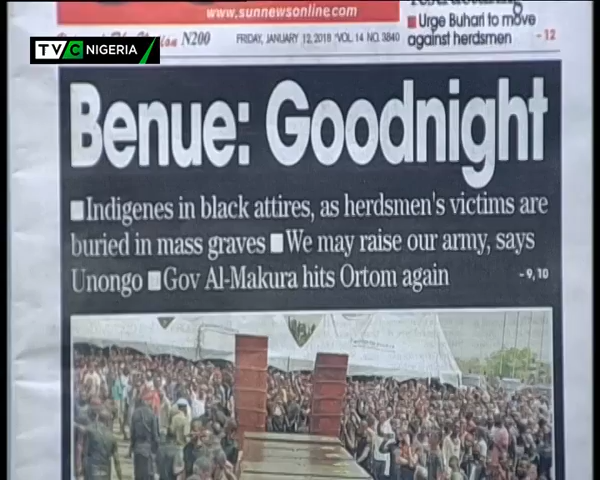 www.sunnewsonline.com
Urge Buhari to move
against herdsmen -12
TVC NIGERIA
N200
FRIDAY, JANUARY 12, 2018 VOL. 14 NO. 3840
Benue: Goodnight
■Indigenes in black attires, as herdsmen's victims are
buried in mass graves ■We may raise our army, says
Unongo ■Gov Al-Makura hits Ortom again -9,10